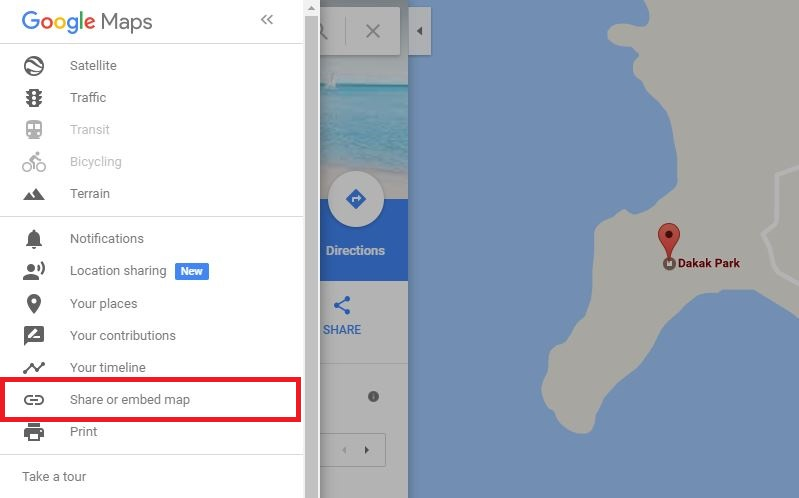 Google Maps
Satellite
Traffic
Transit
Bicycling
Terrain
Notifications
Location sharing New
Your places
Your contributions
Your timeline
Share or embed map
Print
Take a tour
Directions
SHARE
Dakak Park